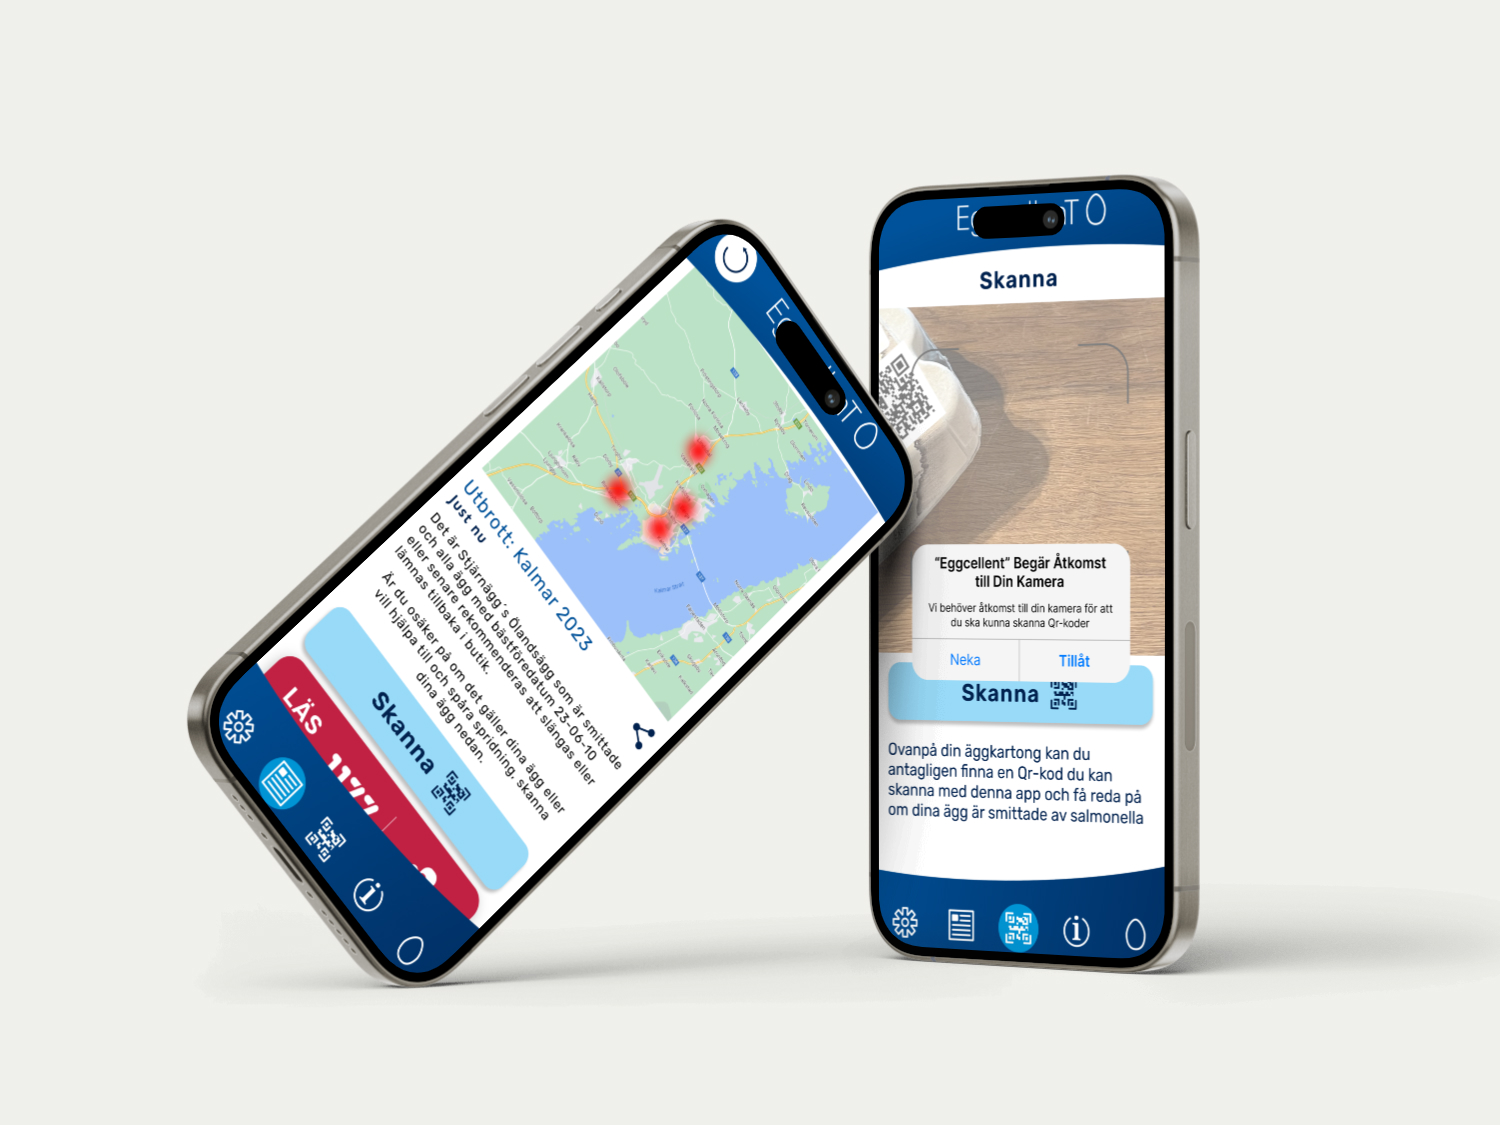 Utbrott: Kalmar 2023
Just nu
Det är Stjärnägg´s Ölandsägg som är smittade
och alla ägg med bästföredatum 23-06-10
eller senare rekommenderas att slängas eller
lämnas tillbaka i butik.
Är du osäker på om det gäller dina ägg eller
vill hjälpa till och spåra spridning, skanna
dina ägg nedan.
Skanna
LÄS
1177
Skanna
"Eggcellent" Begär Åtkomst
till Din Kamera
Vi behöver åtkomst till din kamera för att
du ska kunna skanna Qr-koder
Neka
Tillåt
Skanna
Ovanpå din äggkartong kan du
antagligen finna en Qr-kod du kan
skanna med denna app och få reda på
om dina ägg är smittade av salmonella